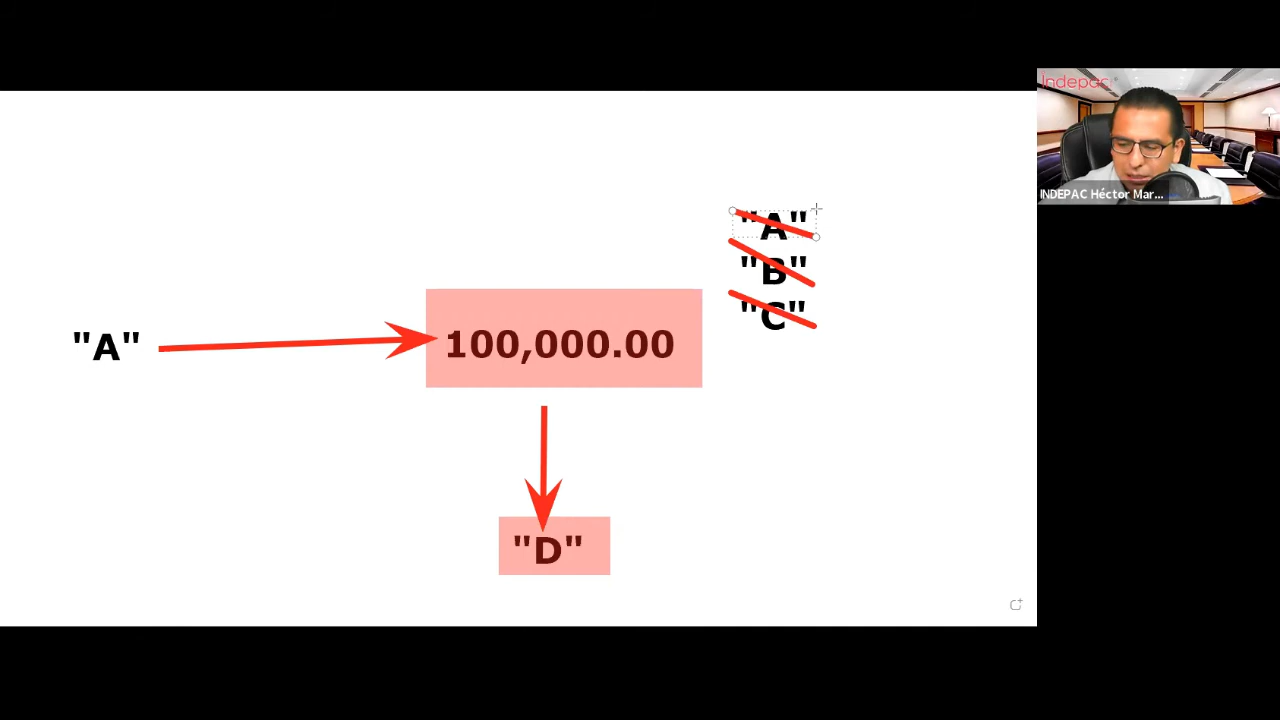 Indepac
INDEPAC Héctor Mar...
"A"
"B"
"C"
"A"
100,000.00
"D"